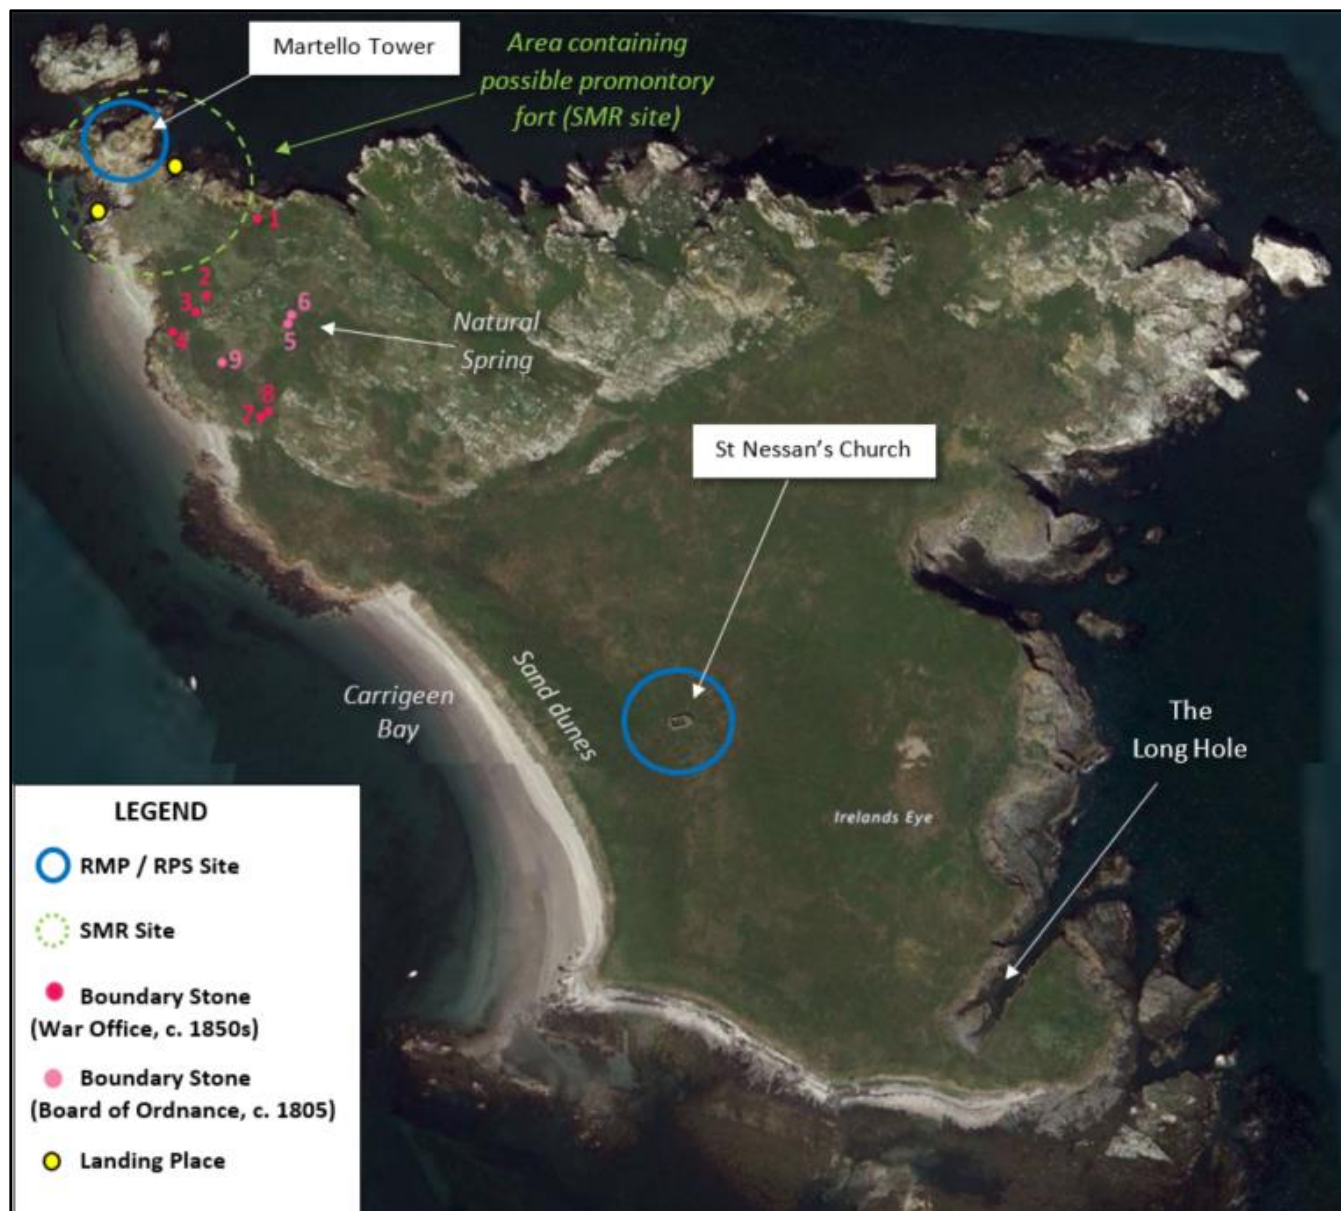 Martello Tower
Area containing
possible promontory
fort (SMR site)
1
2
3
4
6
5
9
8
7
Natural
Spring
St Nessan's Church
Sand dunes
Carrigeen
Bay
The
Long Hole
Irelands Eye
LEGEND
RMP / RPS Site
SMR Site
Boundary Stone
(War Office, c. 1850s)
Boundary Stone
(Board of Ordnance, c. 1805)
Landing Place